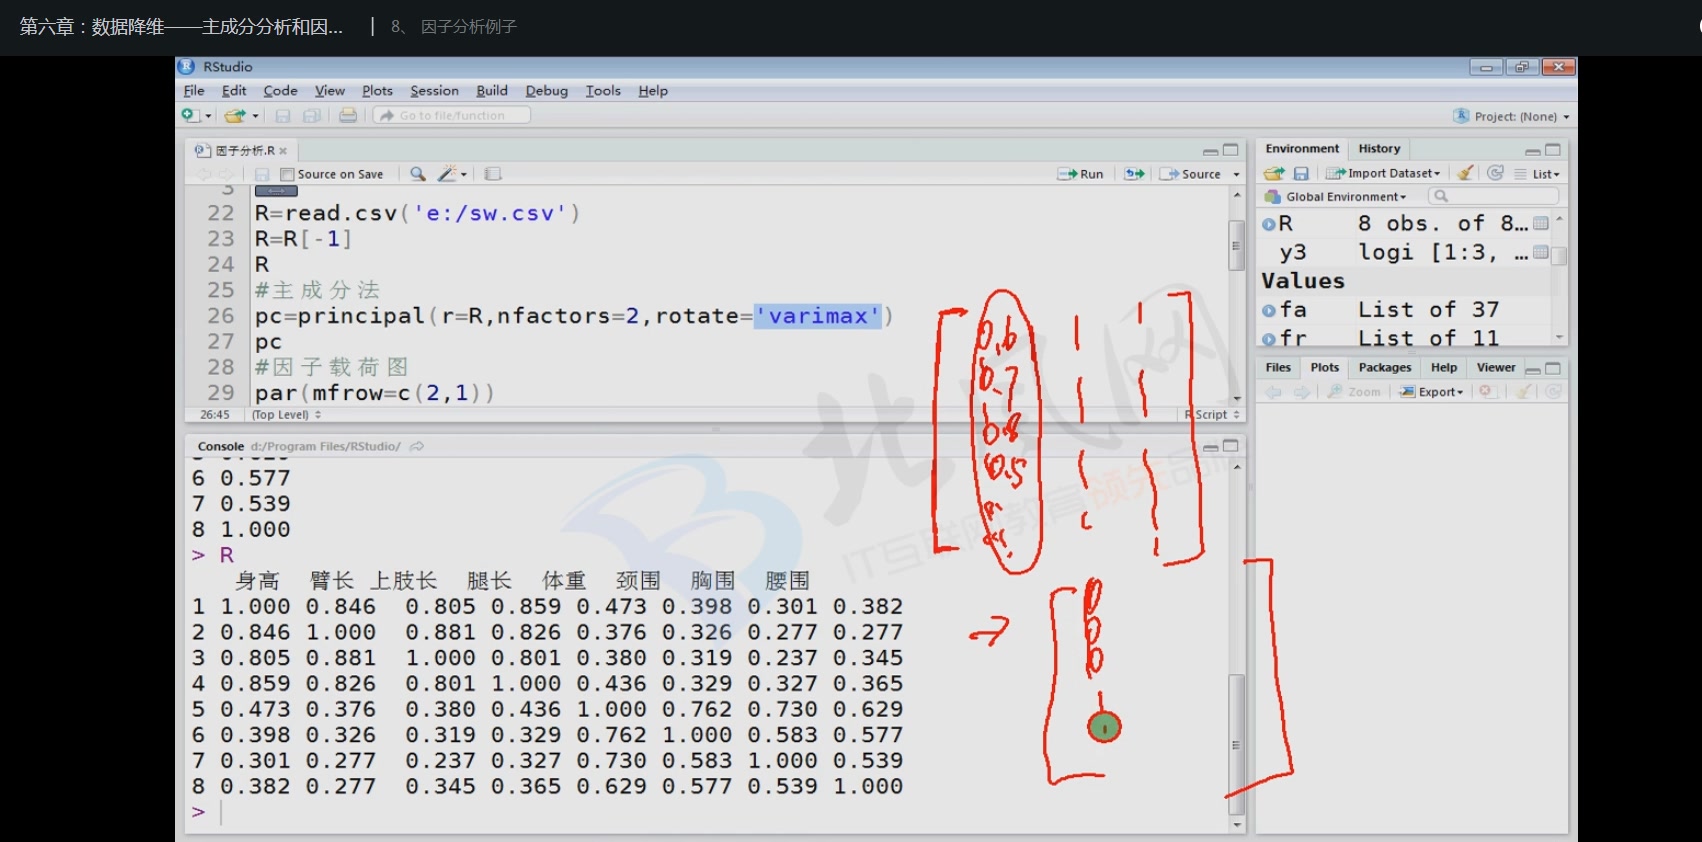 第六章：数据降维——主成分分析和因... | 8、 因子分析例子
RStudio
File Edit Code View Plots Session Build Debug Tools Help
Go to file/function
Project: (None)
因子分析.R
Source on Save
Run
Source
3
22 R=read.csv('e:/sw.csv')
23 R=R[-1]
24 R
25 #主成分法
26 pc=principal(r=R,nfactors=2,rotate='varimax')
27 pc
28 #因子载荷图
29 par(mfrow=c(2,1))
26:45 (Top Level) R Script
Console d:/Program Files/RStudio/
6 0.577
7 0.539
8 1.000
> R
身高 臂长 上肢长 腿长 体重 颈围 胸围 腰围
1 1.000 0.846 0.805 0.859 0.473 0.398 0.301 0.382
2 0.846 1.000 0.881 0.826 0.376 0.326 0.277 0.277
3 0.805 0.881 1.000 0.801 0.380 0.319 0.237 0.345
4 0.859 0.826 0.801 1.000 0.436 0.329 0.327 0.365
5 0.473 0.376 0.380 0.436 1.000 0.762 0.730 0.629
6 0.398 0.326 0.319 0.329 0.762 1.000 0.583 0.577
7 0.301 0.277 0.237 0.327 0.730 0.583 1.000 0.539
8 0.382 0.277 0.345 0.365 0.629 0.577 0.539 1.000
>
0.6
0.7
0.8
0.5
0
0
0
北风网
IT互联网教育领先品牌
Environment History
Import Dataset List
Global Environment
R 8 obs. of 8…
y3 logi [1:3, …
Values
fa List of 37
fr List of 11
Files Plots Packages Help Viewer
Zoom Export